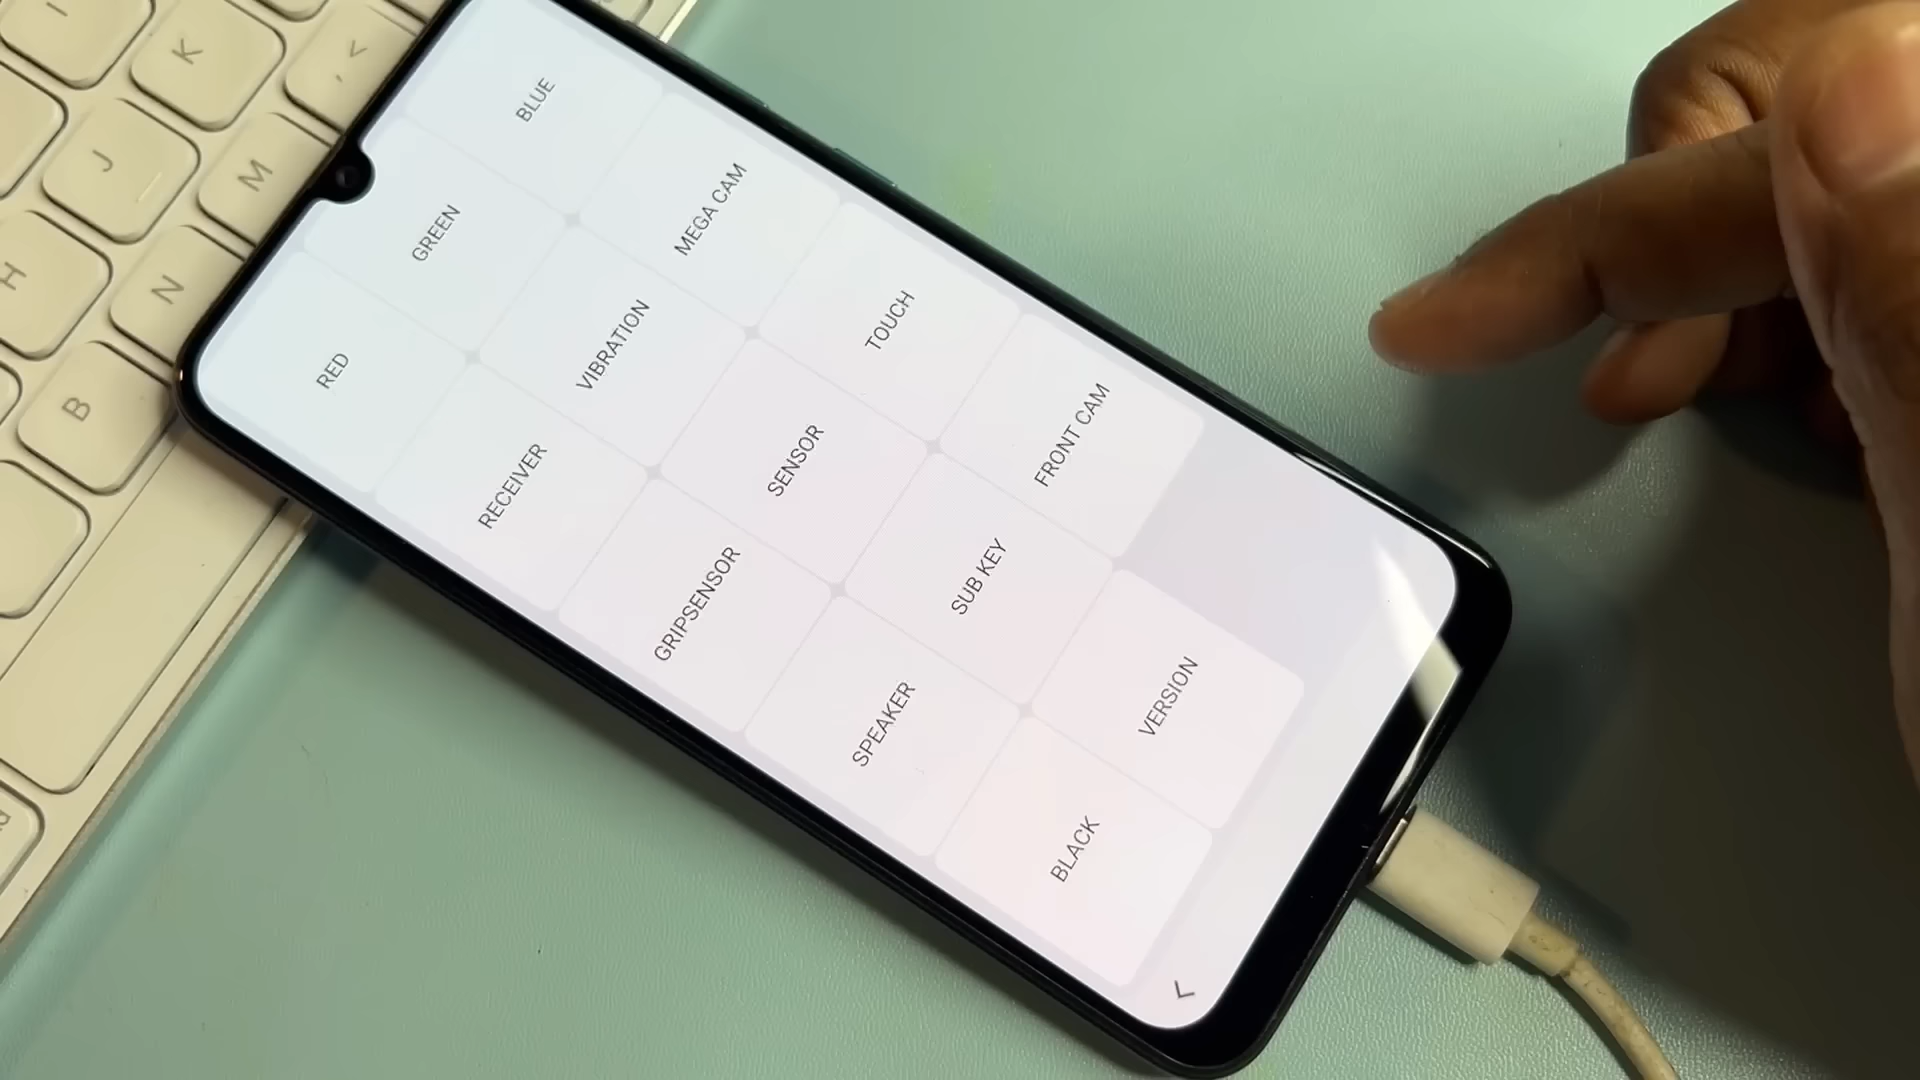 RED GREEN BLUE
RECEIVER VIBRATION MEGA CAM
GRIPSENSOR SENSOR TOUCH
SPEAKER SUB KEY FRONT CAM
BLACK VERSION
I
H J K
B N M < ,